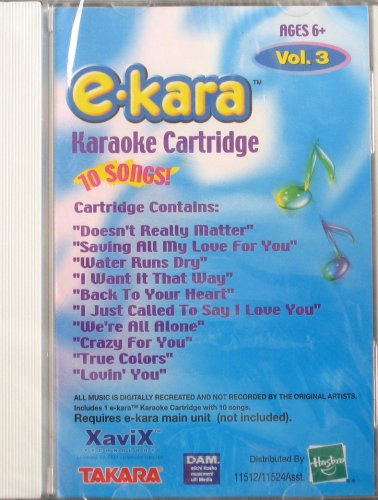 AGES 6+
Vol. 3
e•kara™
Karaoke Cartridge
10 SONGS!
Cartridge Contains:
"Doesn't Really Matter"
"Saving All My Love For You"
"Water Runs Dry"
"I Want It That Way"
"Back To Your Heart"
"I Just Called To Say I Love You"
"We're All Alone"
"Crazy For You"
"True Colors"
"Lovin' You"
ALL MUSIC IS DIGITALLY RECREATED AND NOT RECORDED BY THE ORIGINAL ARTISTS.
Includes 1 e-kara™ Karaoke Cartridge with 10 songs.
Requires e-kara main unit (not included).
XaviX™
TECHNOLOGY
TAKARA
DAM
Distributed By
11512/11524Asst.
Hasbro